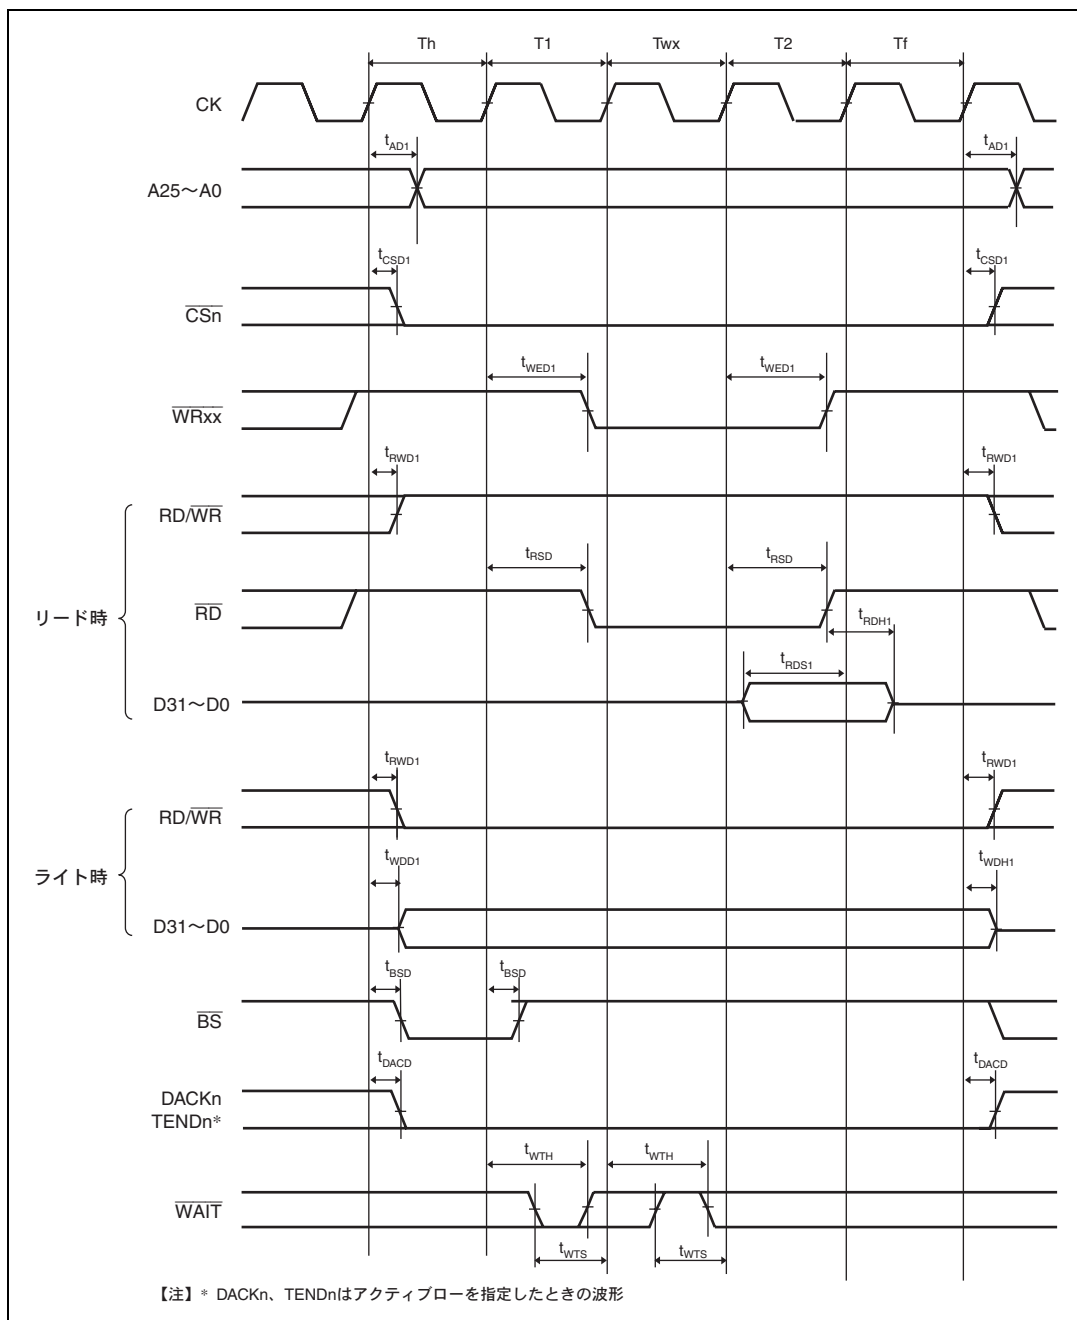 Th T1 Twx T2 Tf
CK
tAD1 tAD1
A25～A0
tCSD1 tCSD1
CSn
tWED1 tWED1
WRxx
tRWD1 tRWD1
RD/WR
tRSD tRSD
リード時
RD
tRDH1
tRDS1
D31～D0
tRWD1 tRWD1
RD/WR
ライト時
tWDD1 tWDH1
D31～D0
tBSD tBSD
BS
tDACD tDACD
DACKn
TENDn*
tWTH tWTH
WAIT
tWTS tWTS
【注】* DACKn、TENDnはアクティブローを指定したときの波形